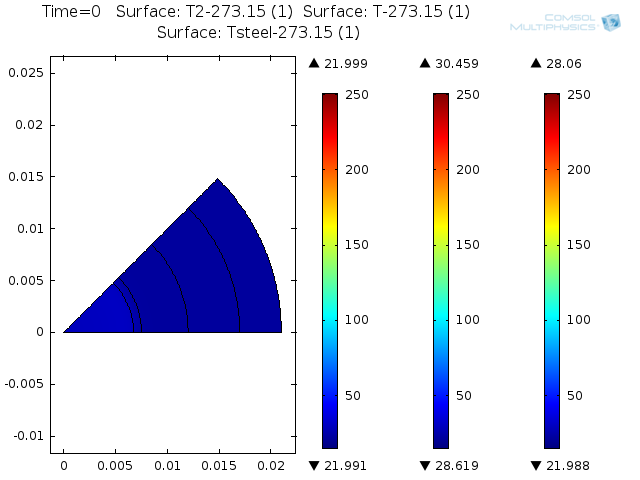 Time=0 Surface: T2-273.15 (1) Surface: T-273.15 (1)
Surface: Tsteel-273.15 (1)
COMSOL
MULTIPHYSICS
▲ 21.999 ▲ 30.459 ▲ 28.06
0.025
0.02
0.015
0.01
0.005
0
-0.005
-0.01
0 0.005 0.01 0.015 0.02
250 250 250
200 200 200
150 150 150
100 100 100
50 50 50
▼ 21.991 ▼ 28.619 ▼ 21.988